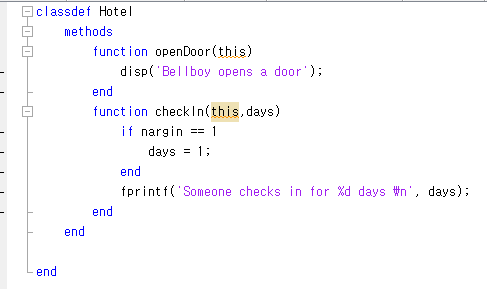 classdef Hotel
methods
function openDoor(this)
disp('Bellboy opens a door');
end
function checkIn(this,days)
if nargin == 1
days = 1;
end
fprintf('Someone checks in for %d days ₩n', days);
end
end
end